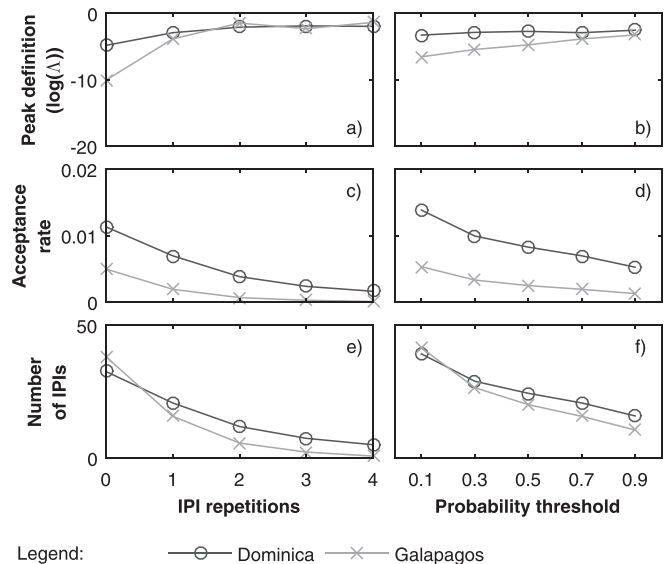 Peak definition
(log(Λ))
0
-10
-20
a)
b)
Acceptance
rate
0.02
0.01
0
c)
d)
Number
of IPIs
50
0
e)
f)
0 1 2 3 4
0.1 0.3 0.5 0.7 0.9
IPI repetitions
Probability threshold
Legend: Dominica Galapagos